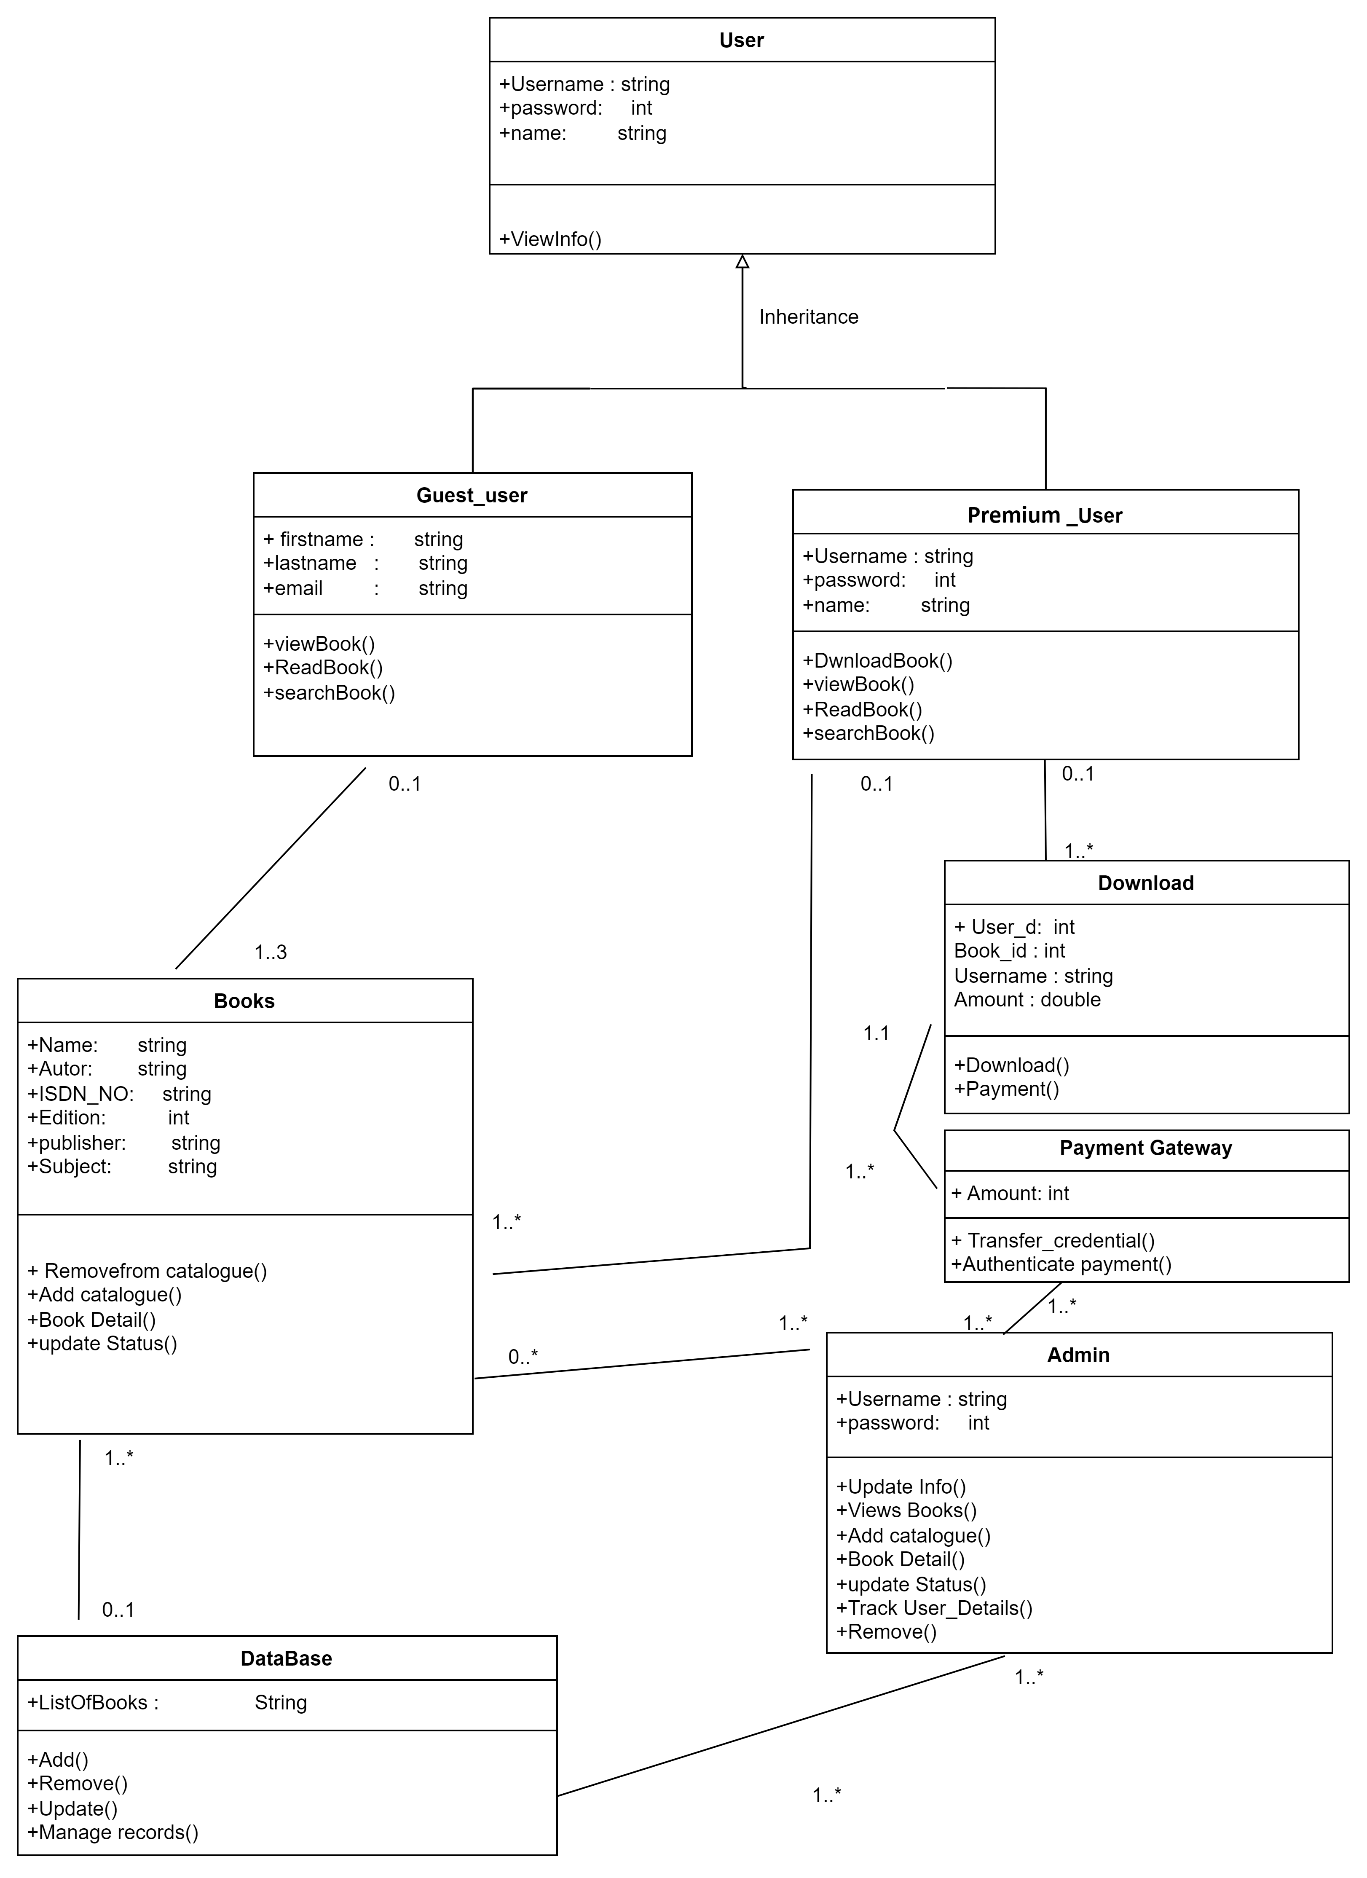 User
+Username : string
+password: int
+name: string
+ViewInfo()
Inheritance
Guest_user
+ firstname : string
+lastname : string
+email : string
+viewBook()
+ReadBook()
+searchBook()
Premium _User
+Username : string
+password: int
+name: string
+DwnloadBook()
+viewBook()
+ReadBook()
+searchBook()
0..1
0..1
0..1
1..*
1..3
Download
+ User_d: int
Book_id : int
Username : string
Amount : double
+Download()
+Payment()
1.1
1..*
Books
+Name: string
+Autor: string
+ISDN_NO: string
+Edition: int
+publisher: string
+Subject: string
+ Removefrom catalogue()
+Add catalogue()
+Book Detail()
+update Status()
1..*
Payment Gateway
+ Amount: int
+ Transfer_credential()
+Authenticate payment()
1..*
1..*
1..*
0..*
Admin
+Username : string
+password: int
+Update Info()
+Views Books()
+Add catalogue()
+Book Detail()
+update Status()
+Track User_Details()
+Remove()
1..*
0..1
DataBase
+ListOfBooks : String
+Add()
+Remove()
+Update()
+Manage records()
1..*
1..*